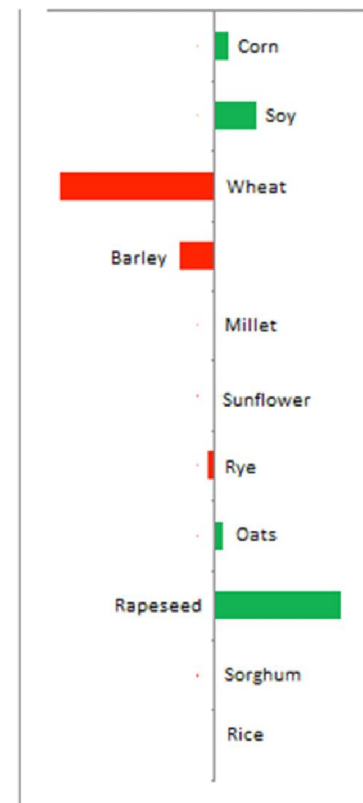 Corn
Soy
Wheat
Barley
Millet
Sunflower
Rye
Oats
Rapeseed
Sorghum
Rice